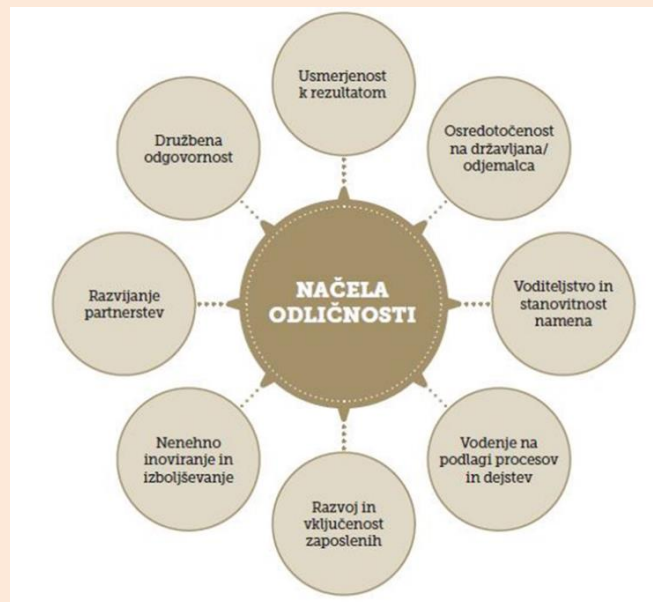 Usmerjenost
k rezultatom
Osredotočenost
na državljana/
odjemalca
Voditeljstvo in
stanovitnost
namena
Vodenje na
podlagi procesov
in dejstev
Razvoj in
vključenost
zaposlenih
Nenehno
inoviranje in
izboljševanje
Razvijanje
partnerstev
Družbena
odgovornost
NAČELA
ODLIČNOSTI